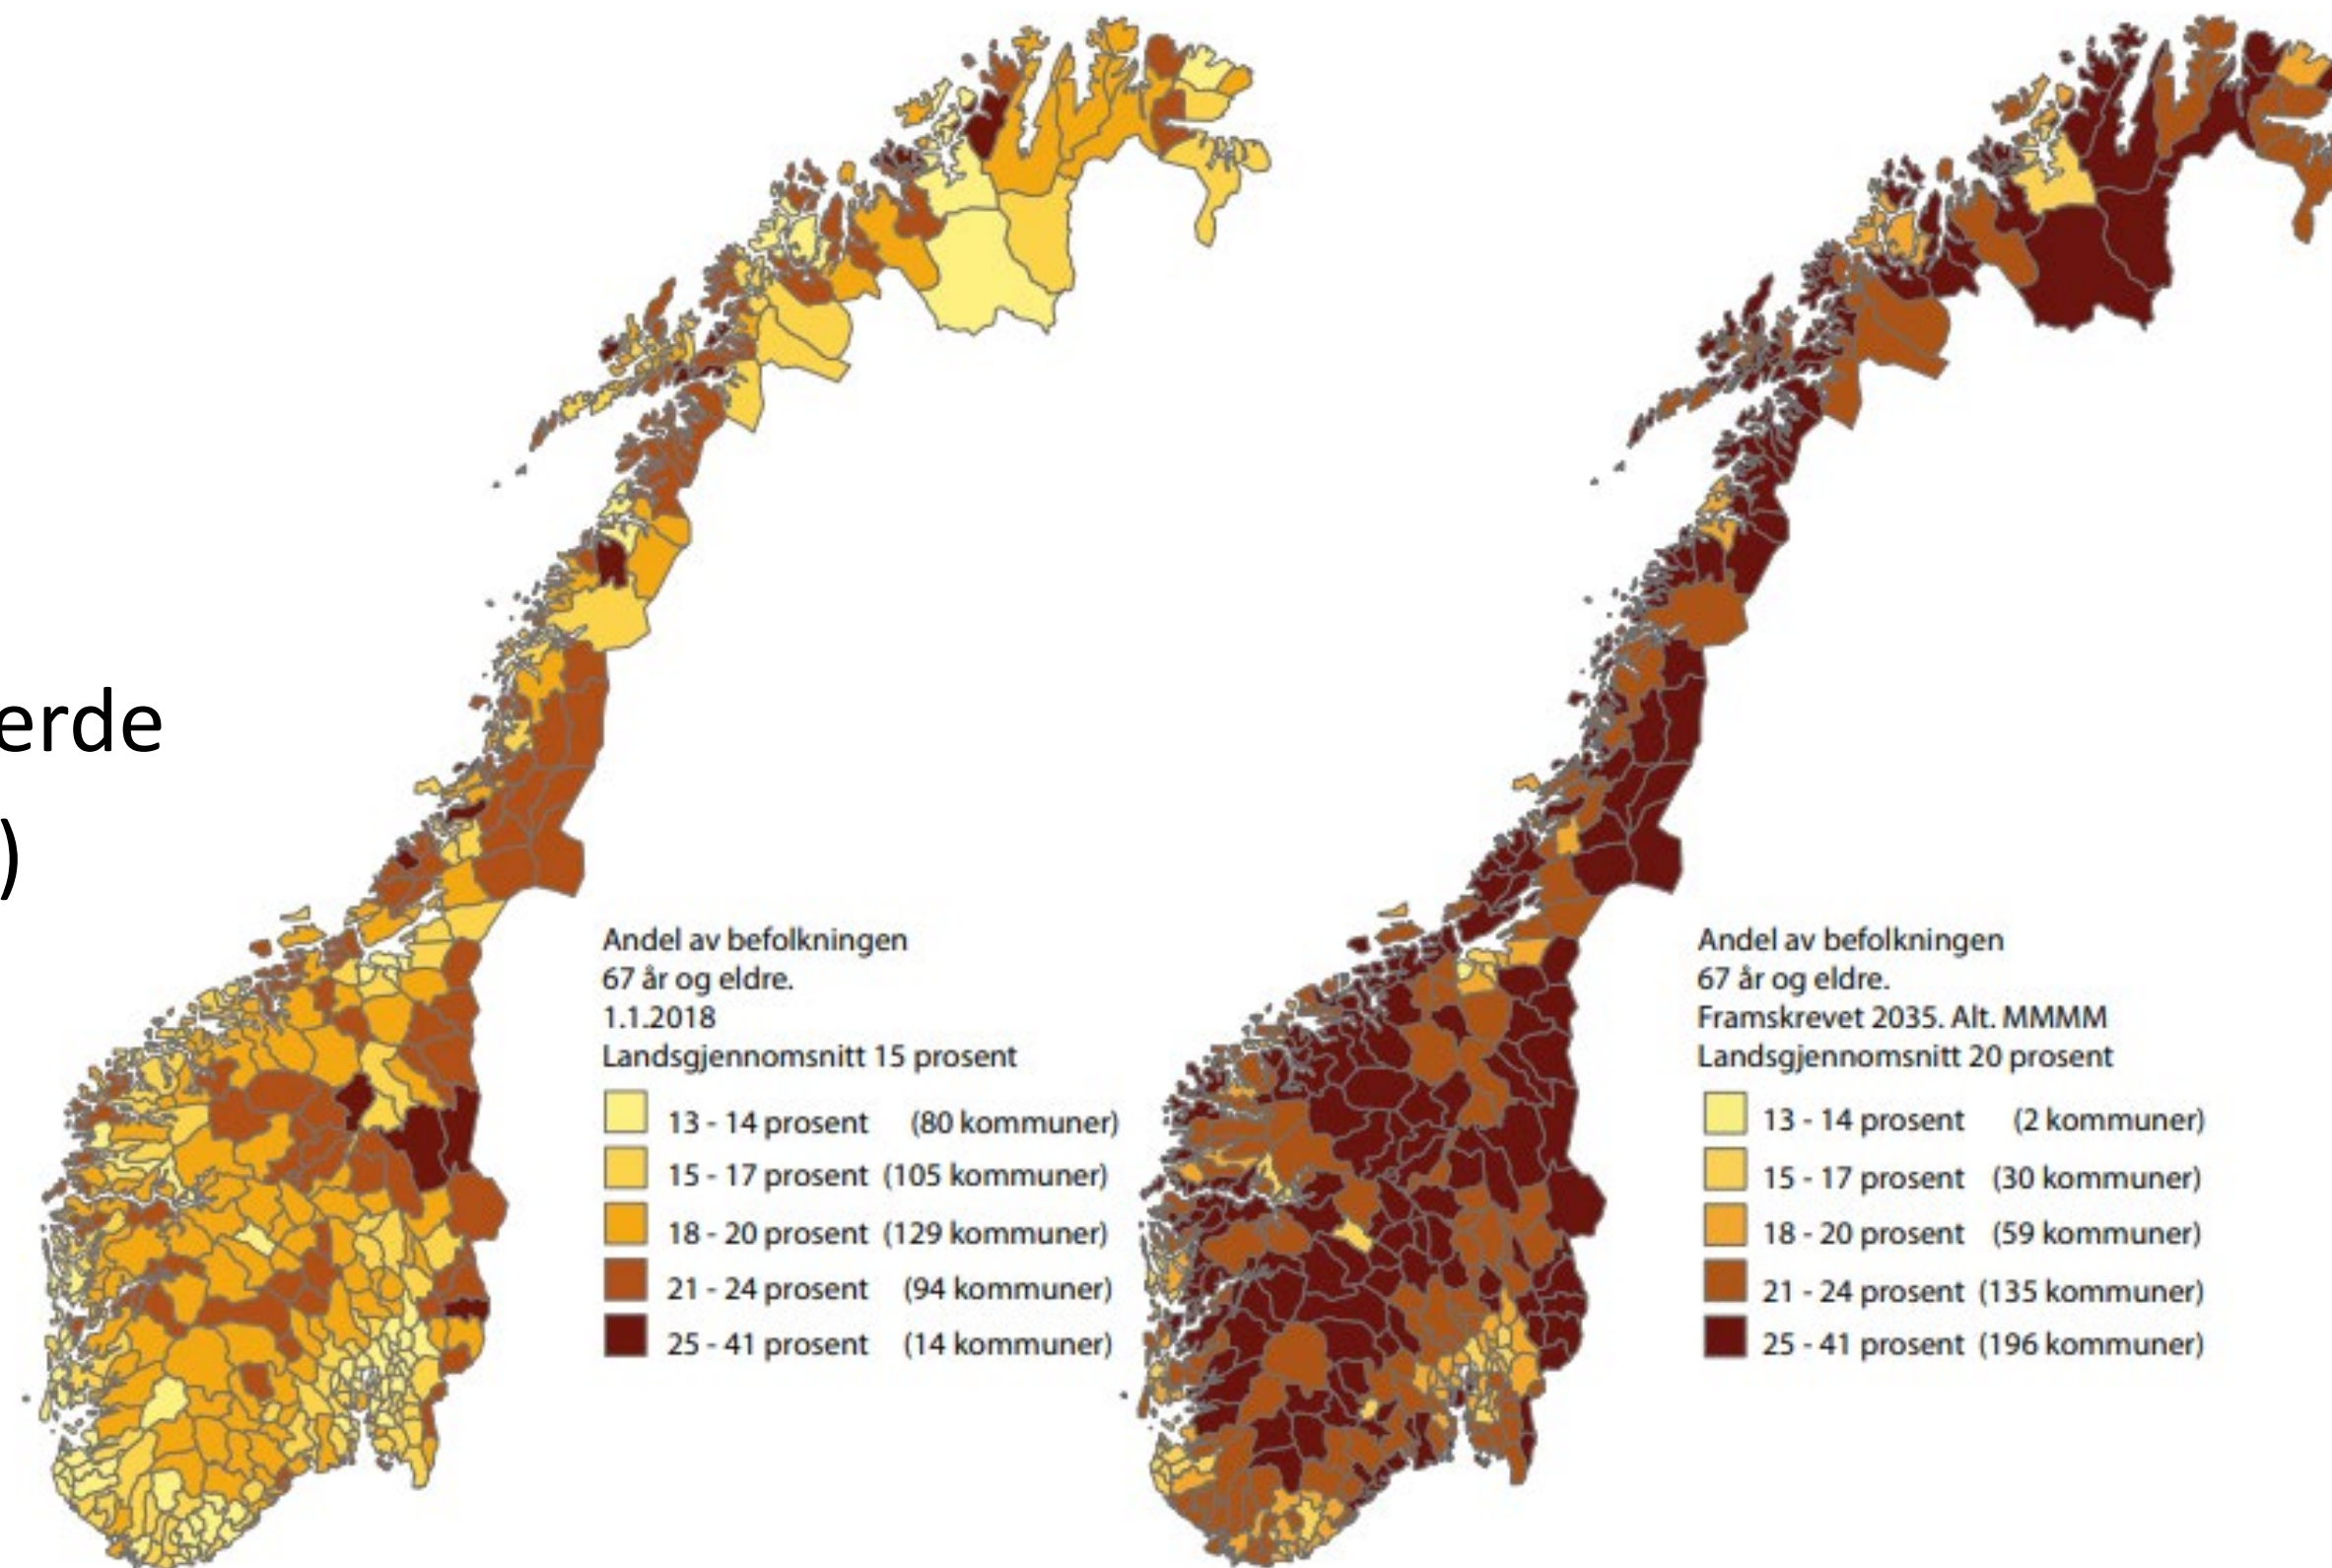 erde
)
Andel av befolkningen
67 år og eldre.
1.1.2018
Landsgjennomsnitt 15 prosent
13 - 14 prosent (80 kommuner)
15 - 17 prosent (105 kommuner)
18 - 20 prosent (129 kommuner)
21 - 24 prosent (94 kommuner)
25 - 41 prosent (14 kommuner)
Andel av befolkningen
67 år og eldre.
Framskrevet 2035. Alt. MMMM
Landsgjennomsnitt 20 prosent
13 - 14 prosent (2 kommuner)
15 - 17 prosent (30 kommuner)
18 - 20 prosent (59 kommuner)
21 - 24 prosent (135 kommuner)
25 - 41 prosent (196 kommuner)